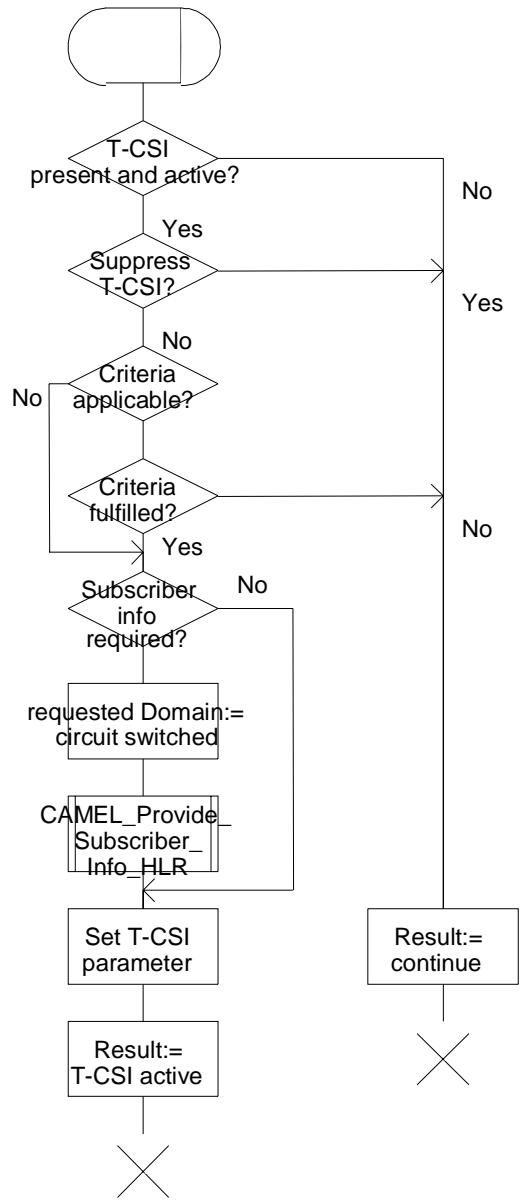 T-CSI
present and active?
No
Yes
Suppress
T-CSI?
Yes
No
Criteria
applicable?
No
Criteria
fulfilled?
No
Yes
Subscriber
info
required?
No
requested Domain:=
circuit switched
CAMEL_Provide_
Subscriber_
Info_HLR
Set T-CSI
parameter
Result:=
continue
Result:=
T-CSI active